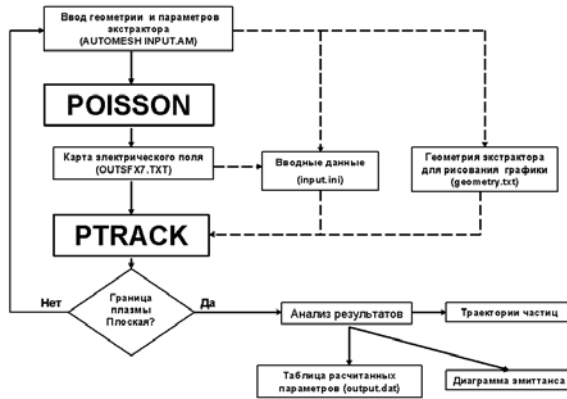 Ввод геометрии и параметров
экстрактора
(AUTOMESH INPUT.AM)
POISSON
Карта электрического поля
(OUTSFX7.TXT)
Вводные данные
(input.ini)
Геометрия экстрактора
для рисования графики
(geometry.txt)
PTRACK
Граница
плазмы
Плоская?
Нет
Да
Анализ результатов
Траектории частиц
Таблица расчитанных
параметров (output.dat)
Диаграмма эмиттанса